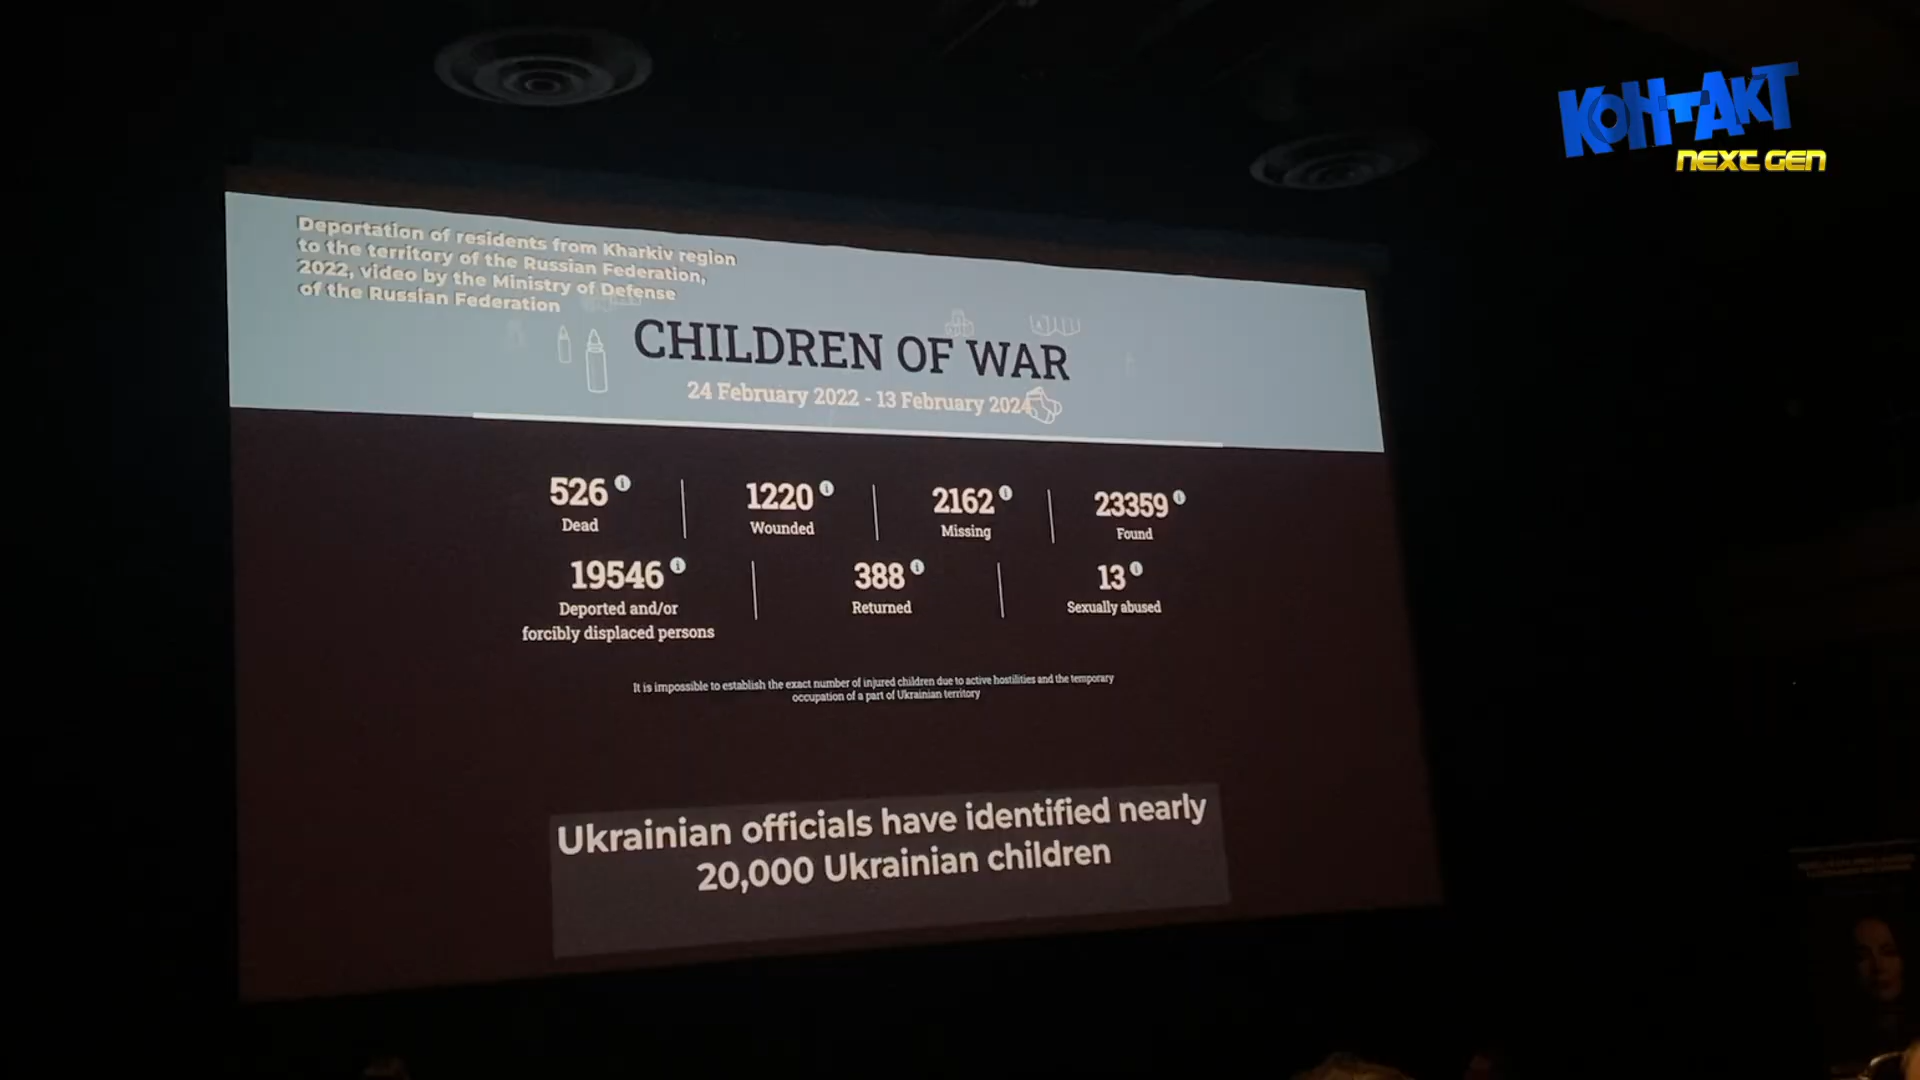 КОНТАКТ
NEXT GEN
Deportation of residents from Kharkiv region
to the territory of the Russian Federation,
2022, video by the Ministry of Defense
of the Russian Federation
CHILDREN OF WAR
24 February 2022 - 13 February 2024
526
Dead
1220
Wounded
2162
Missing
23359
Found
19546
Deported and/or
forcibly displaced persons
388
Returned
13
Sexually abused
It is impossible to establish the exact number of injured children due to active hostilities and the temporary
occupation of a part of Ukrainian territory
Ukrainian officials have identified nearly
20,000 Ukrainian children